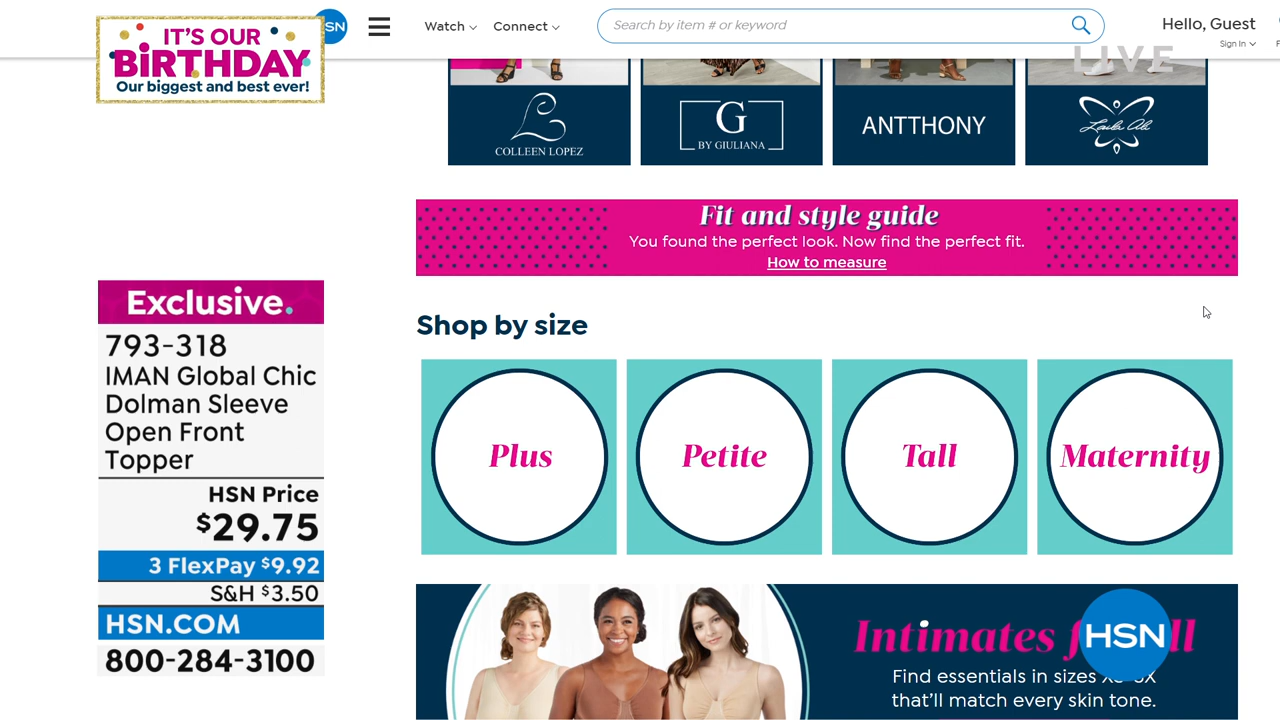 IT'S OUR
BiRTHDAY
Our biggest and best ever!
Watch
Connect
Search by item # or keyword
Hello, Guest
Sign In
LIVE
COLLEEN LOPEZ
G
BY GIULIANA
ANTTHONY
Laila Ali
Fit and style guide
You found the perfect look. Now find the perfect fit.
How to measure
Exclusive.
793-318
IMAN Global Chic
Dolman Sleeve
Open Front
Topper
HSN Price
$29.75
3 FlexPay $9.92
S&H $3.50
HSN.COM
800-284-3100
Shop by size
Plus
Petite
Tall
Maternity
Intimates
HSN
Find essentials in sizes
that'll match every skin tone.